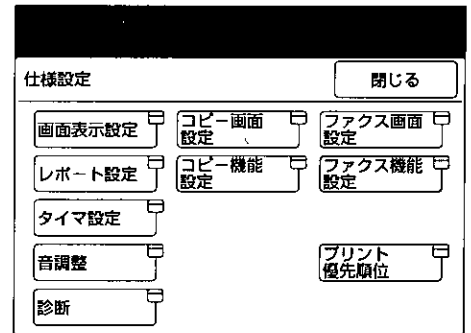 仕様設定
閉じる
画面表示設定
コピー画面
設定
ファクス画面
設定
レポート設定
コピー機能
設定
ファクス機能
設定
タイマ設定
音調整
プリント
優先順位
診断